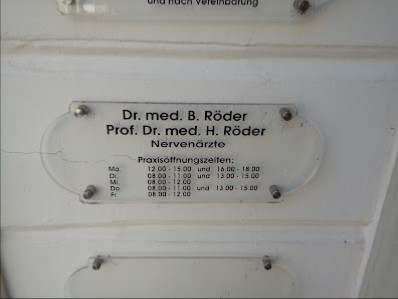 und nach Vereinbarung
Dr. med. B. Röder
Prof. Dr. med. H. Röder
Nervenärzte
Praxisöffnungszeiten:
Mo. 12.00 - 15.00 und 16.00 - 18.00
Di. 08.00 - 11.00 und 13.00 - 15.00
Mi. 08.00 - 12.00
Do. 08.00 - 11.00 und 13.00 - 15.00
Fr. 08.00 - 12.00